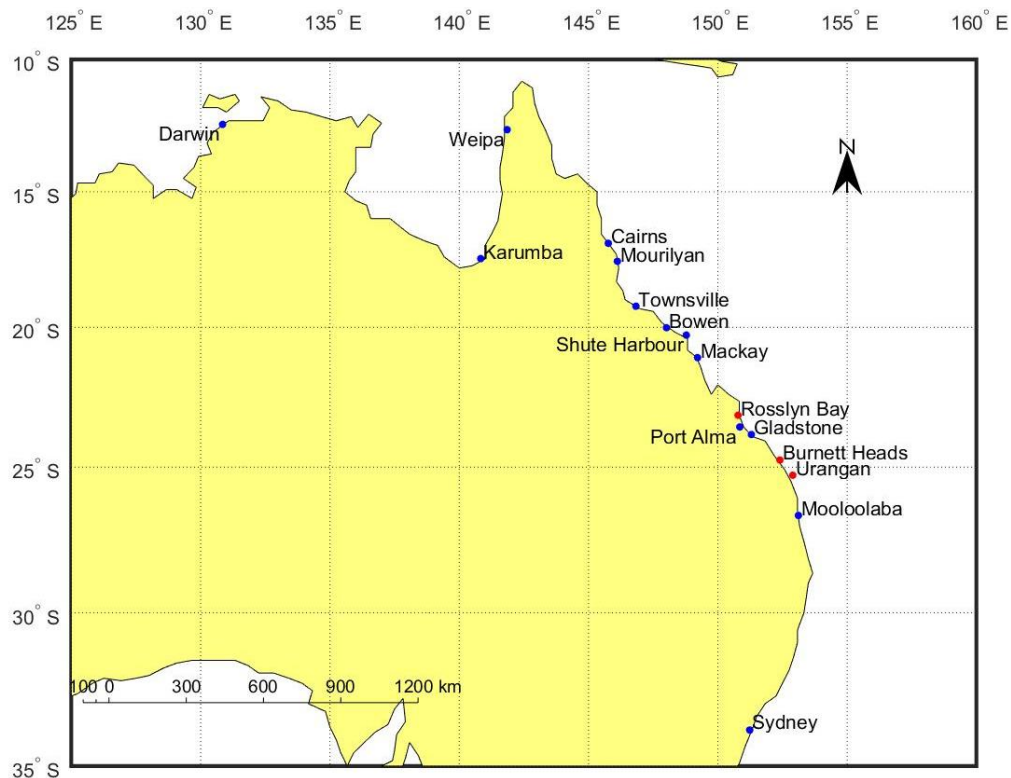 125° E 130° E 135° E 140° E 145° E 150° E 155° E 160° E
10° S
N
Darwin
Weipa
15° S
Cairns
Karumba
Mourilyan
Townsville
Bowen
20° S
Shute Harbour
Mackay
Rosslyn Bay
Gladstone
Port Alma
Burnett Heads
25° S
Urangan
Mooloolaba
30° S
100 0 300 600 900 1200 km
Sydney
35° S